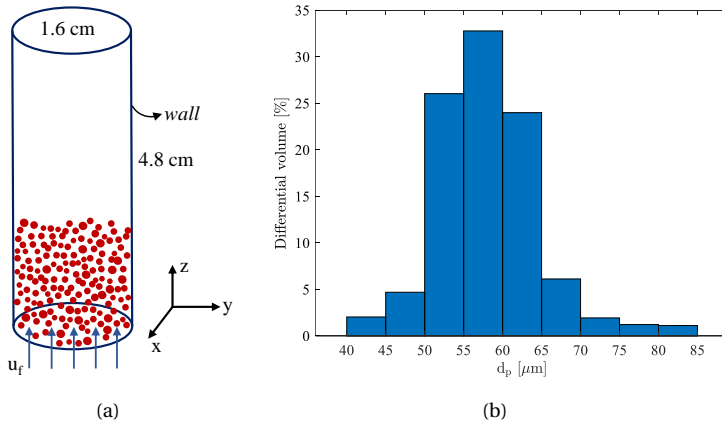 1.6 cm
wall
4.8 cm
z
y
x
u_f
(a)
Differential volume [%]
35
30
25
20
15
10
5
0
40 45 50 55 60 65 70 75 80 85
d_p [μm]
(b)